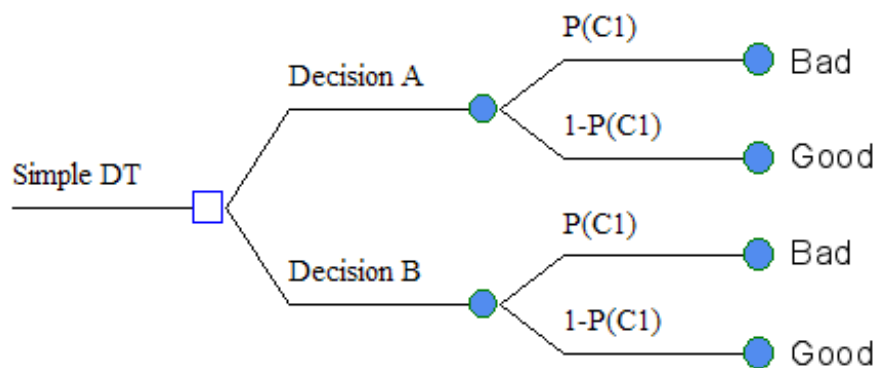 Simple DT
Decision A
P(C1)
Bad
1-P(C1)
Good
Decision B
P(C1)
Bad
1-P(C1)
Good